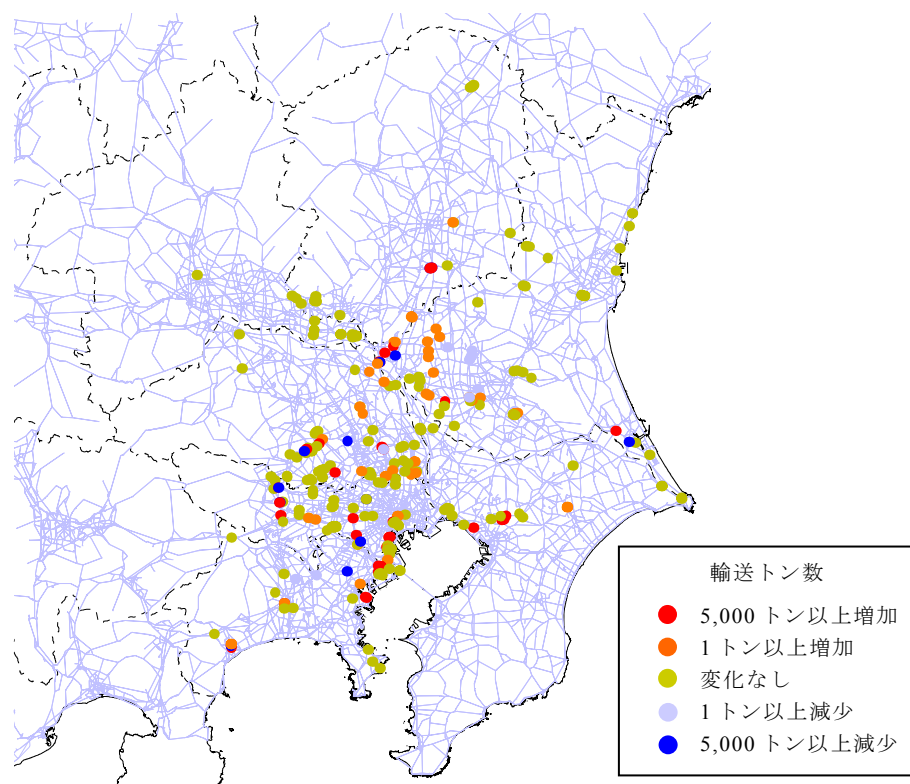 輸送トン数
5,000 トン以上増加
1 トン以上増加
変化なし
1 トン以上減少
5,000 トン以上減少